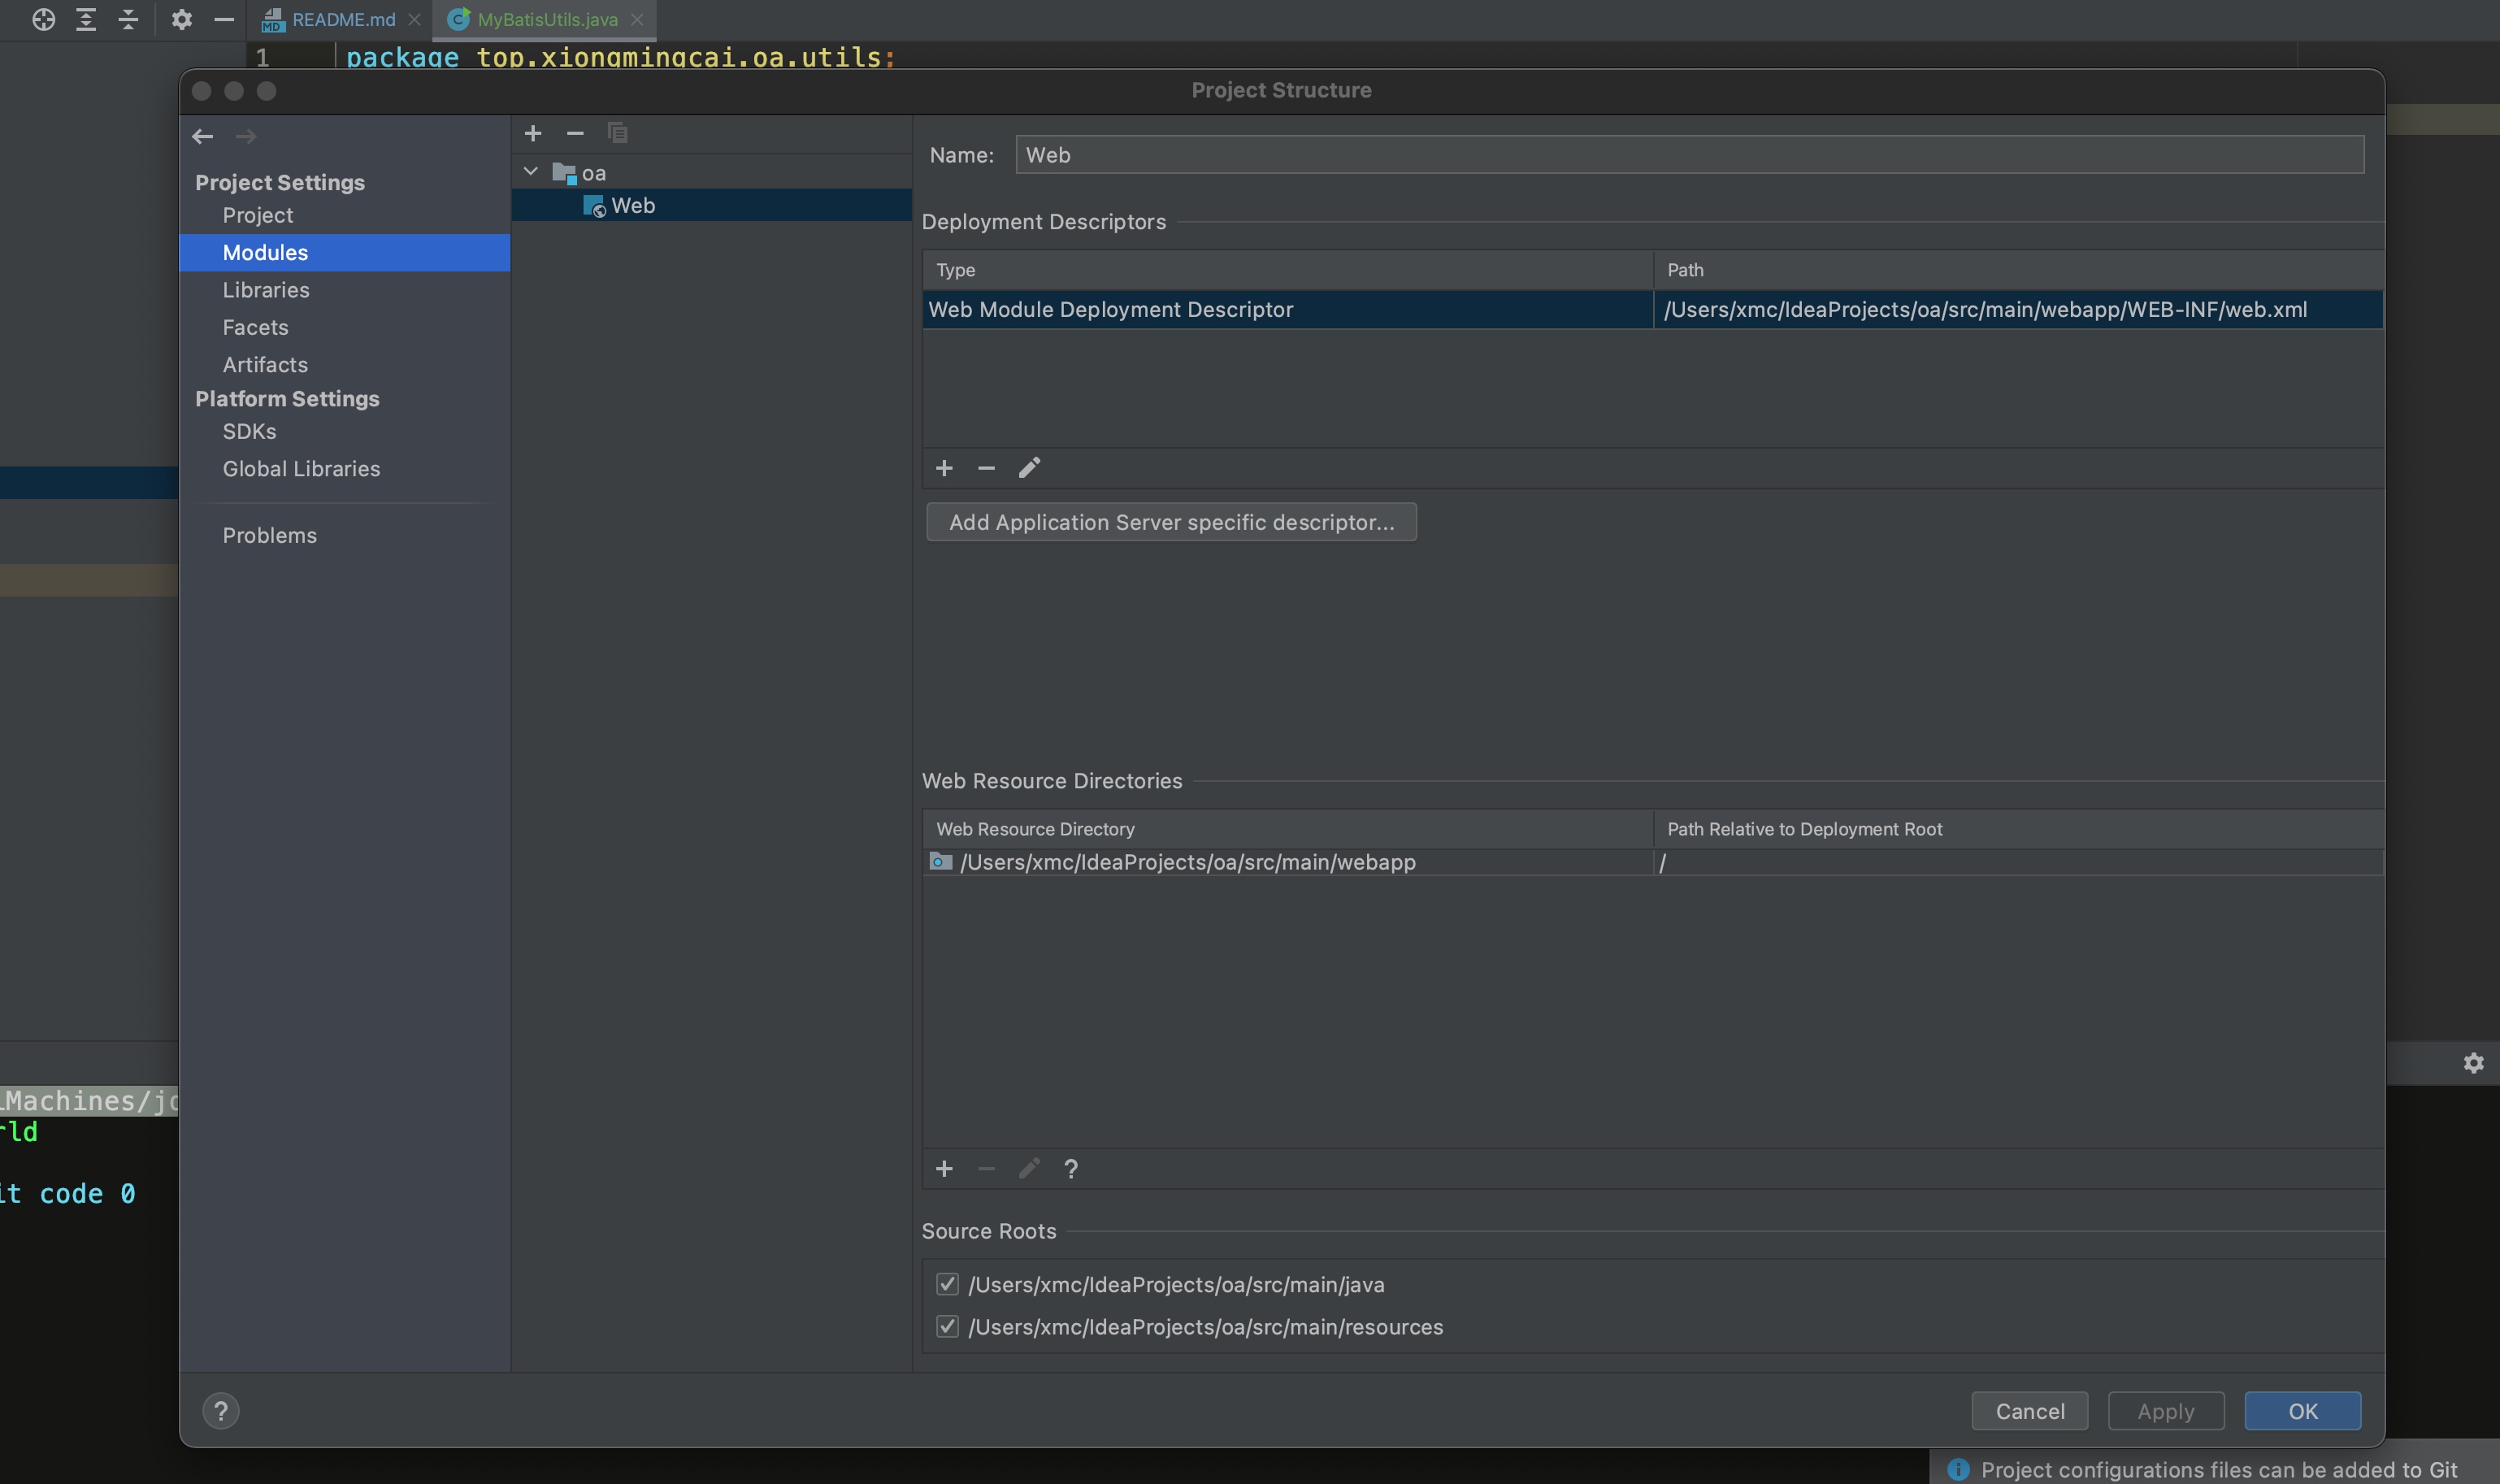 README.md
MyBatisUtils.java
1 package top.xiongmingcai.oa.utils;
Project Structure
Project Settings
Project
Modules
Libraries
Facets
Artifacts
Platform Settings
SDKs
Global Libraries
Problems
oa
Web
Name: Web
Deployment Descriptors
Type Path
Web Module Deployment Descriptor /Users/xmc/IdeaProjects/oa/src/main/webapp/WEB-INF/web.xml
Add Application Server specific descriptor...
Web Resource Directories
Web Resource Directory Path Relative to Deployment Root
/Users/xmc/IdeaProjects/oa/src/main/webapp /
Source Roots
/Users/xmc/IdeaProjects/oa/src/main/java
/Users/xmc/IdeaProjects/oa/src/main/resources
Cancel Apply OK
Machines/j
rld
it code 0
Project configurations files can be added to Git